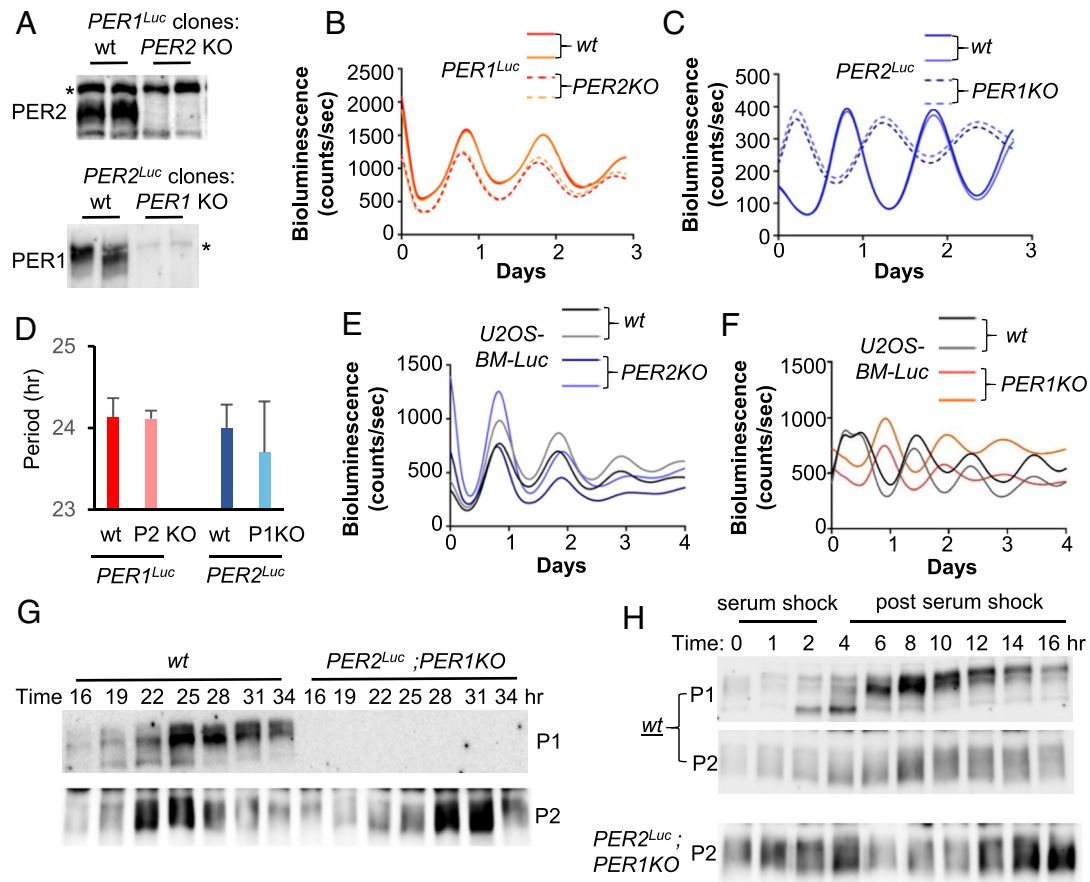 A
PER1Luc clones:
wt PER2 KO
*
PER2
PER2Luc clones:
wt PER1 KO
PER1
*
B
PER1Luc
wt
PER2KO
Bioluminescence
(counts/sec)
2500
2000
1500
1000
500
0
0 1 2 3
Days
C
PER2Luc
wt
PER1KO
Bioluminescence
(counts/sec)
500
400
300
200
100
0
0 1 2 3
Days
D
Period (hr)
25
24
23
wt P2 KO wt P1KO
PER1Luc PER2Luc
E
U2OS-
BM-Luc
wt
PER2KO
Bioluminescence
(counts/sec)
1500
1000
500
0
0 1 2 3 4
Days
F
U2OS-
BM-Luc
wt
PER1KO
Bioluminescence
(counts/sec)
1500
1000
500
0
0 1 2 3 4
Days
G
wt PER2Luc ;PER1KO
Time 16 19 22 25 28 31 34 16 19 22 25 28 31 34 hr
P1
P2
H
serum shock post serum shock
Time: 0 1 2 4 6 8 10 12 14 16 hr
wt
P1
P2
PER2Luc ;
PER1KO
P2